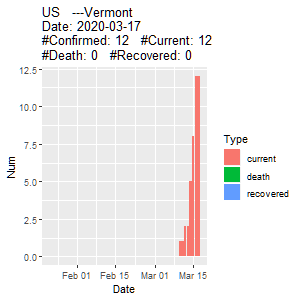 US   ---Vermont
Date: 2020-03-17
#Confirmed: 12   #Current: 12
#Death: 0   #Recovered: 0
12.5
10.0
7.5
5.0
2.5
0.0
Num
Feb 01
Feb 15
Mar 01
Mar 15
Date
Type
current
death
recovered